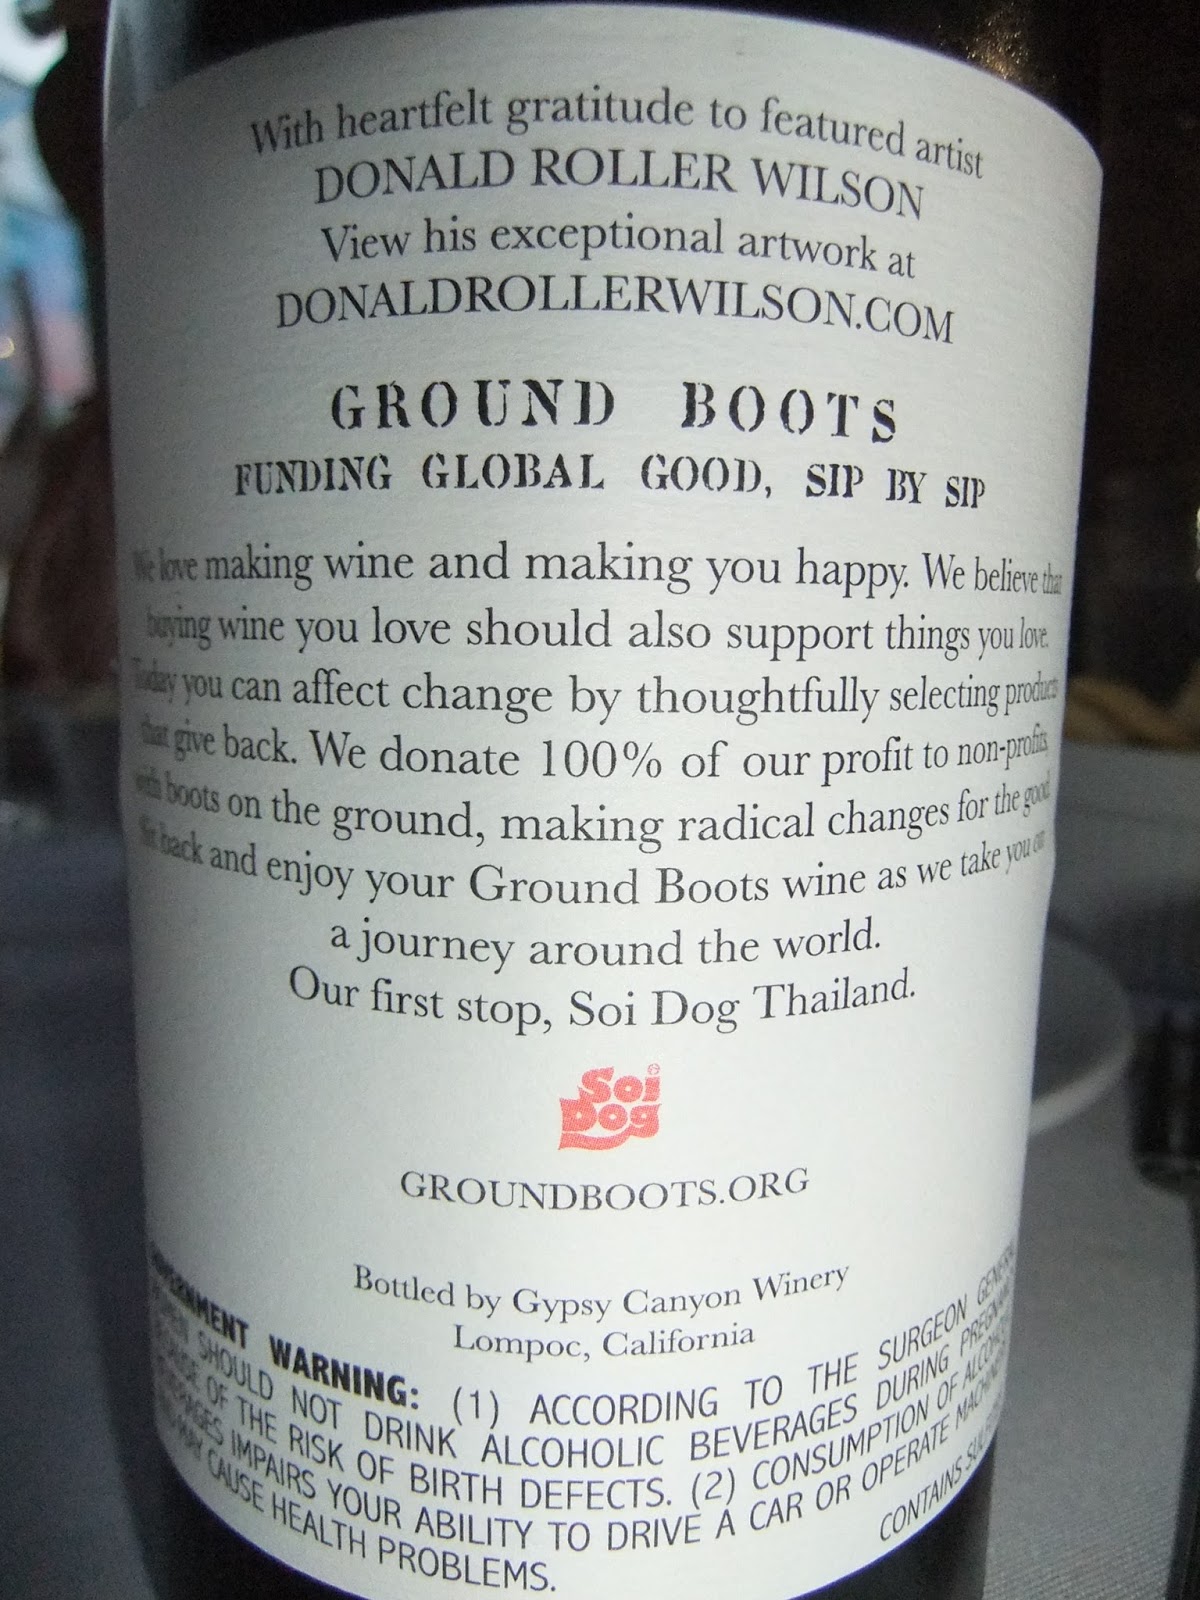 With heartfelt gratitude to featured artist
DONALD ROLLER WILSON
View his exceptional artwork at
DONALDROLLERWILSON.COM
GROUND BOOTS
FUNDING GLOBAL GOOD, SIP BY SIP
We love making wine and making you happy. We believe that
buying wine you love should also support things you love.
Today you can affect change by thoughtfully selecting products
that give back. We donate 100% of our profit to non-profits
with boots on the ground, making radical changes for the good.
Sit back and enjoy your Ground Boots wine as we take you on
a journey around the world.
Our first stop, Soi Dog Thailand.
Soi
Dog
GROUNDBOOTS.ORG
Bottled by Gypsy Canyon Winery
Lompoc, California
GOVERNMENT WARNING: (1) ACCORDING TO THE SURGEON GENERAL
WOMEN SHOULD NOT DRINK ALCOHOLIC BEVERAGES DURING PREGNANCY
BECAUSE OF THE RISK OF BIRTH DEFECTS. (2) CONSUMPTION OF ALCOHOLIC
BEVERAGES IMPAIRS YOUR ABILITY TO DRIVE A CAR OR OPERATE MACHINERY
AND MAY CAUSE HEALTH PROBLEMS.
CONTAINS